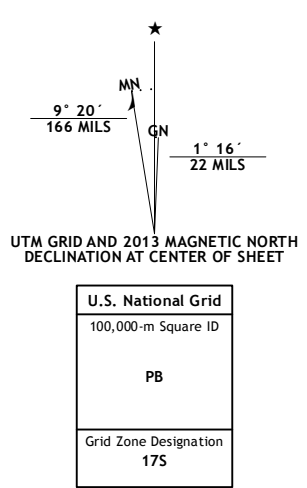 ★
MN
9° 20´
166 MILS
GN
1° 16´
22 MILS
UTM GRID AND 2013 MAGNETIC NORTH
DECLINATION AT CENTER OF SHEET
U.S. National Grid
100,000-m Square ID
PB
Grid Zone Designation
17S